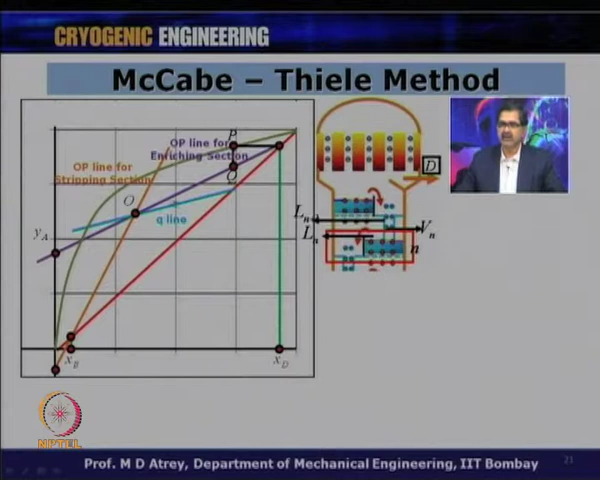 CRYOGENIC ENGINEERING
McCabe – Thiele Method
OP line for
Enriching Section
OP line for
Stripping Section
P
Q
O
q line
y_A
x_B
x_D
D
L_n
V_n
L_n
n
NPTEL
Prof. M D Atrey, Department of Mechanical Engineering, IIT Bombay